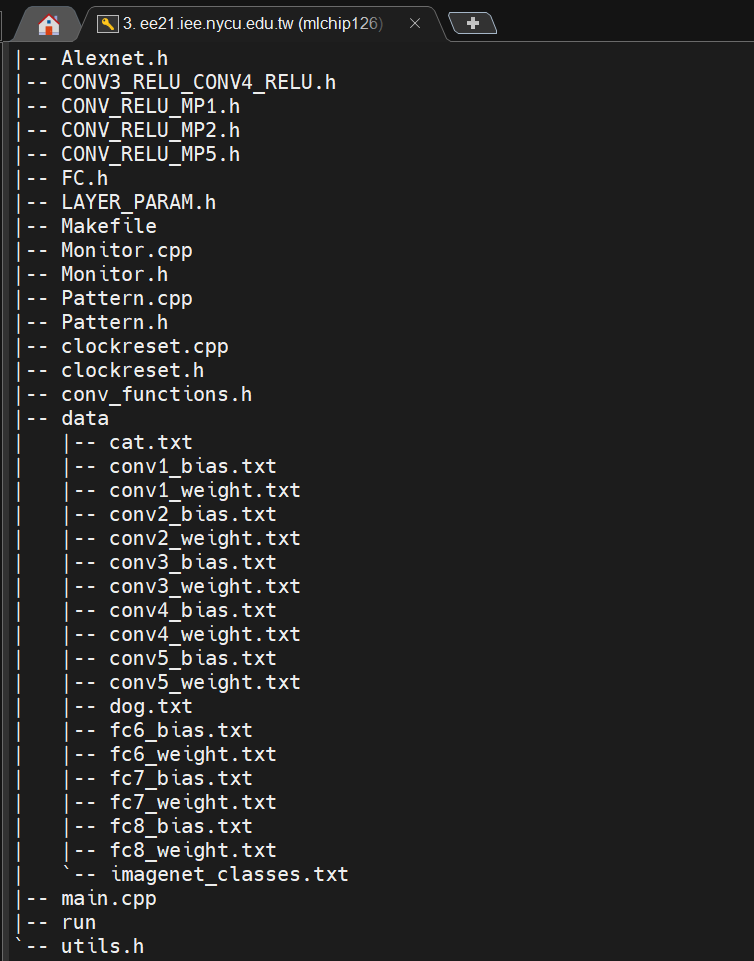 3. ee21.iee.nycu.edu.tw (mlchip126)
|-- Alexnet.h
|-- CONV3_RELU_CONV4_RELU.h
|-- CONV_RELU_MP1.h
|-- CONV_RELU_MP2.h
|-- CONV_RELU_MP5.h
|-- FC.h
|-- LAYER_PARAM.h
|-- Makefile
|-- Monitor.cpp
|-- Monitor.h
|-- Pattern.cpp
|-- Pattern.h
|-- clockreset.cpp
|-- clockreset.h
|-- conv_functions.h
|-- data
|   |-- cat.txt
|   |-- conv1_bias.txt
|   |-- conv1_weight.txt
|   |-- conv2_bias.txt
|   |-- conv2_weight.txt
|   |-- conv3_bias.txt
|   |-- conv3_weight.txt
|   |-- conv4_bias.txt
|   |-- conv4_weight.txt
|   |-- conv5_bias.txt
|   |-- conv5_weight.txt
|   |-- dog.txt
|   |-- fc6_bias.txt
|   |-- fc6_weight.txt
|   |-- fc7_bias.txt
|   |-- fc7_weight.txt
|   |-- fc8_bias.txt
|   |-- fc8_weight.txt
|   `-- imagenet_classes.txt
|-- main.cpp
|-- run
`-- utils.h